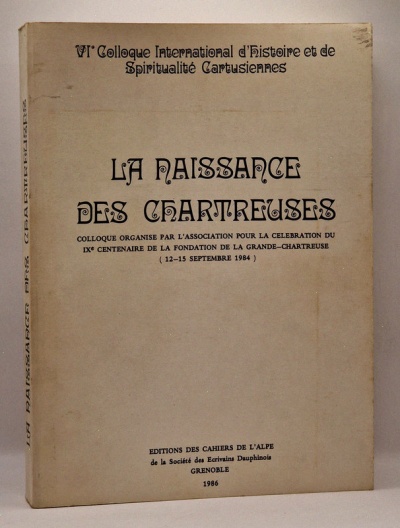 VIe Colloque International d'histoire et de
Spiritualité Cartusiennes
LA NAISSANCE
DES CHARTREUSES
COLLOQUE ORGANISE PAR L'ASSOCIATION POUR LA CELEBRATION DU
IXe CENTENAIRE DE LA FONDATION DE LA GRANDE-CHARTREUSE
( 12-15 SEPTEMBRE 1984 )
EDITIONS DES CAHIERS DE L'ALPE
de la Société des Ecrivains Dauphinois
GRENOBLE
1986
LA NAISSANCE DES CHARTREUSES